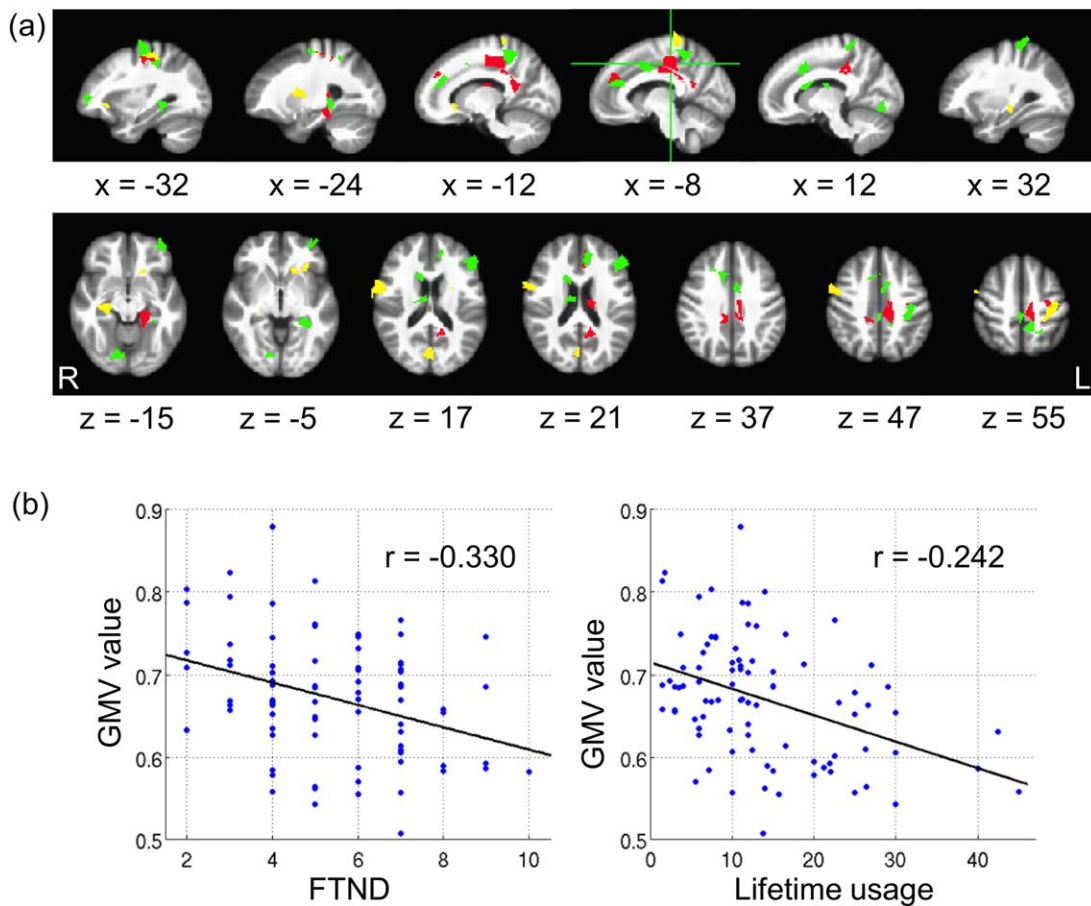 (a)
x = -32 x = -24 x = -12 x = -8 x = 12 x = 32
R L
z = -15 z = -5 z = 17 z = 21 z = 37 z = 47 z = 55
(b)
0.9 0.9
r = -0.330 r = -0.242
0.8 0.8
GMV value GMV value
0.7 0.7
0.6 0.6
0.5 0.5
2 4 6 8 10 0 10 20 30 40
FTND Lifetime usage